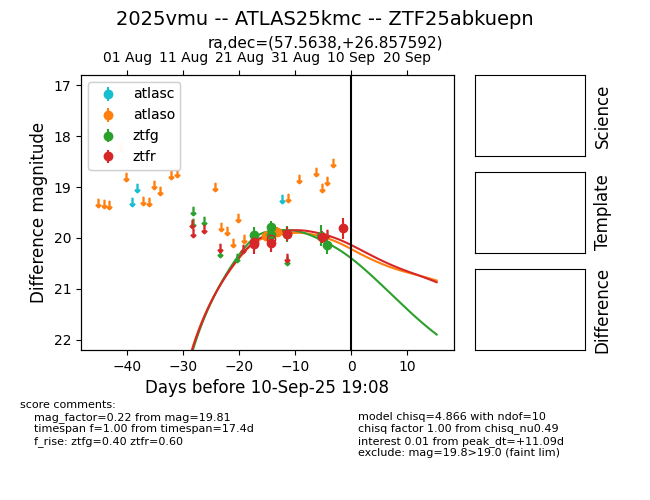 2025vmu -- ATLAS25kmc -- ZTF25abkuepn
ra,dec=(57.5638,+26.857592)
01 Aug 11 Aug 21 Aug 31 Aug 10 Sep 20 Sep
17
18
19
20
21
22
Difference magnitude
atlasc
atlaso
ztfg
ztfr
−40 −30 −20 −10 0 10
Days before 10-Sep-25 19:08
Science
Template
Difference
score comments:
mag_factor=0.22 from mag=19.81
timespan f=1.00 from timespan=17.4d
f_rise: ztfg=0.40 ztfr=0.60
model chisq=4.866 with ndof=10
chisq factor 1.00 from chisq_nu0.49
interest 0.01 from peak_dt=+11.09d
exclude: mag=19.8>19.0 (faint lim)